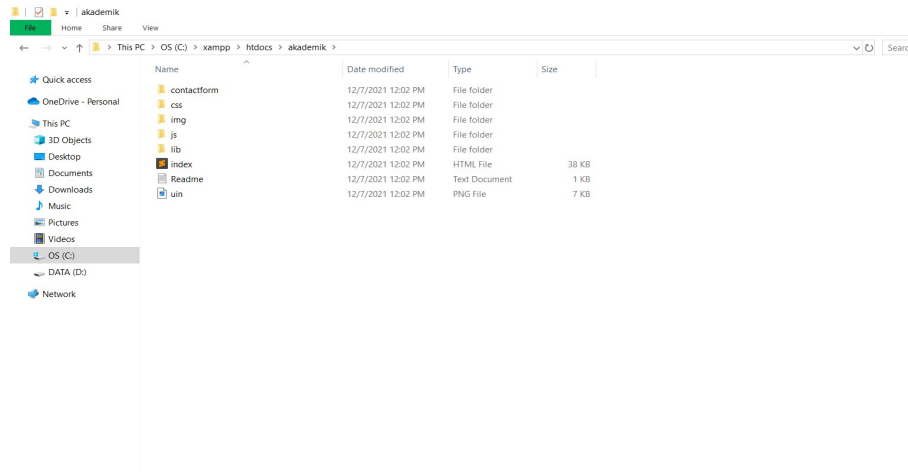 akademik
File Home Share View
This PC > OS (C:) > xampp > htdocs > akademik >
Name Date modified Type Size
Quick access
OneDrive - Personal
This PC
3D Objects
Desktop
Documents
Downloads
Music
Pictures
Videos
OS (C:)
DATA (D:)
Network
contactform 12/7/2021 12:02 PM File folder
css 12/7/2021 12:02 PM File folder
img 12/7/2021 12:02 PM File folder
js 12/7/2021 12:02 PM File folder
lib 12/7/2021 12:02 PM File folder
index 12/7/2021 12:02 PM HTML File 38 KB
Readme 12/7/2021 12:02 PM Text Document 1 KB
uin 12/7/2021 12:02 PM PNG File 7 KB